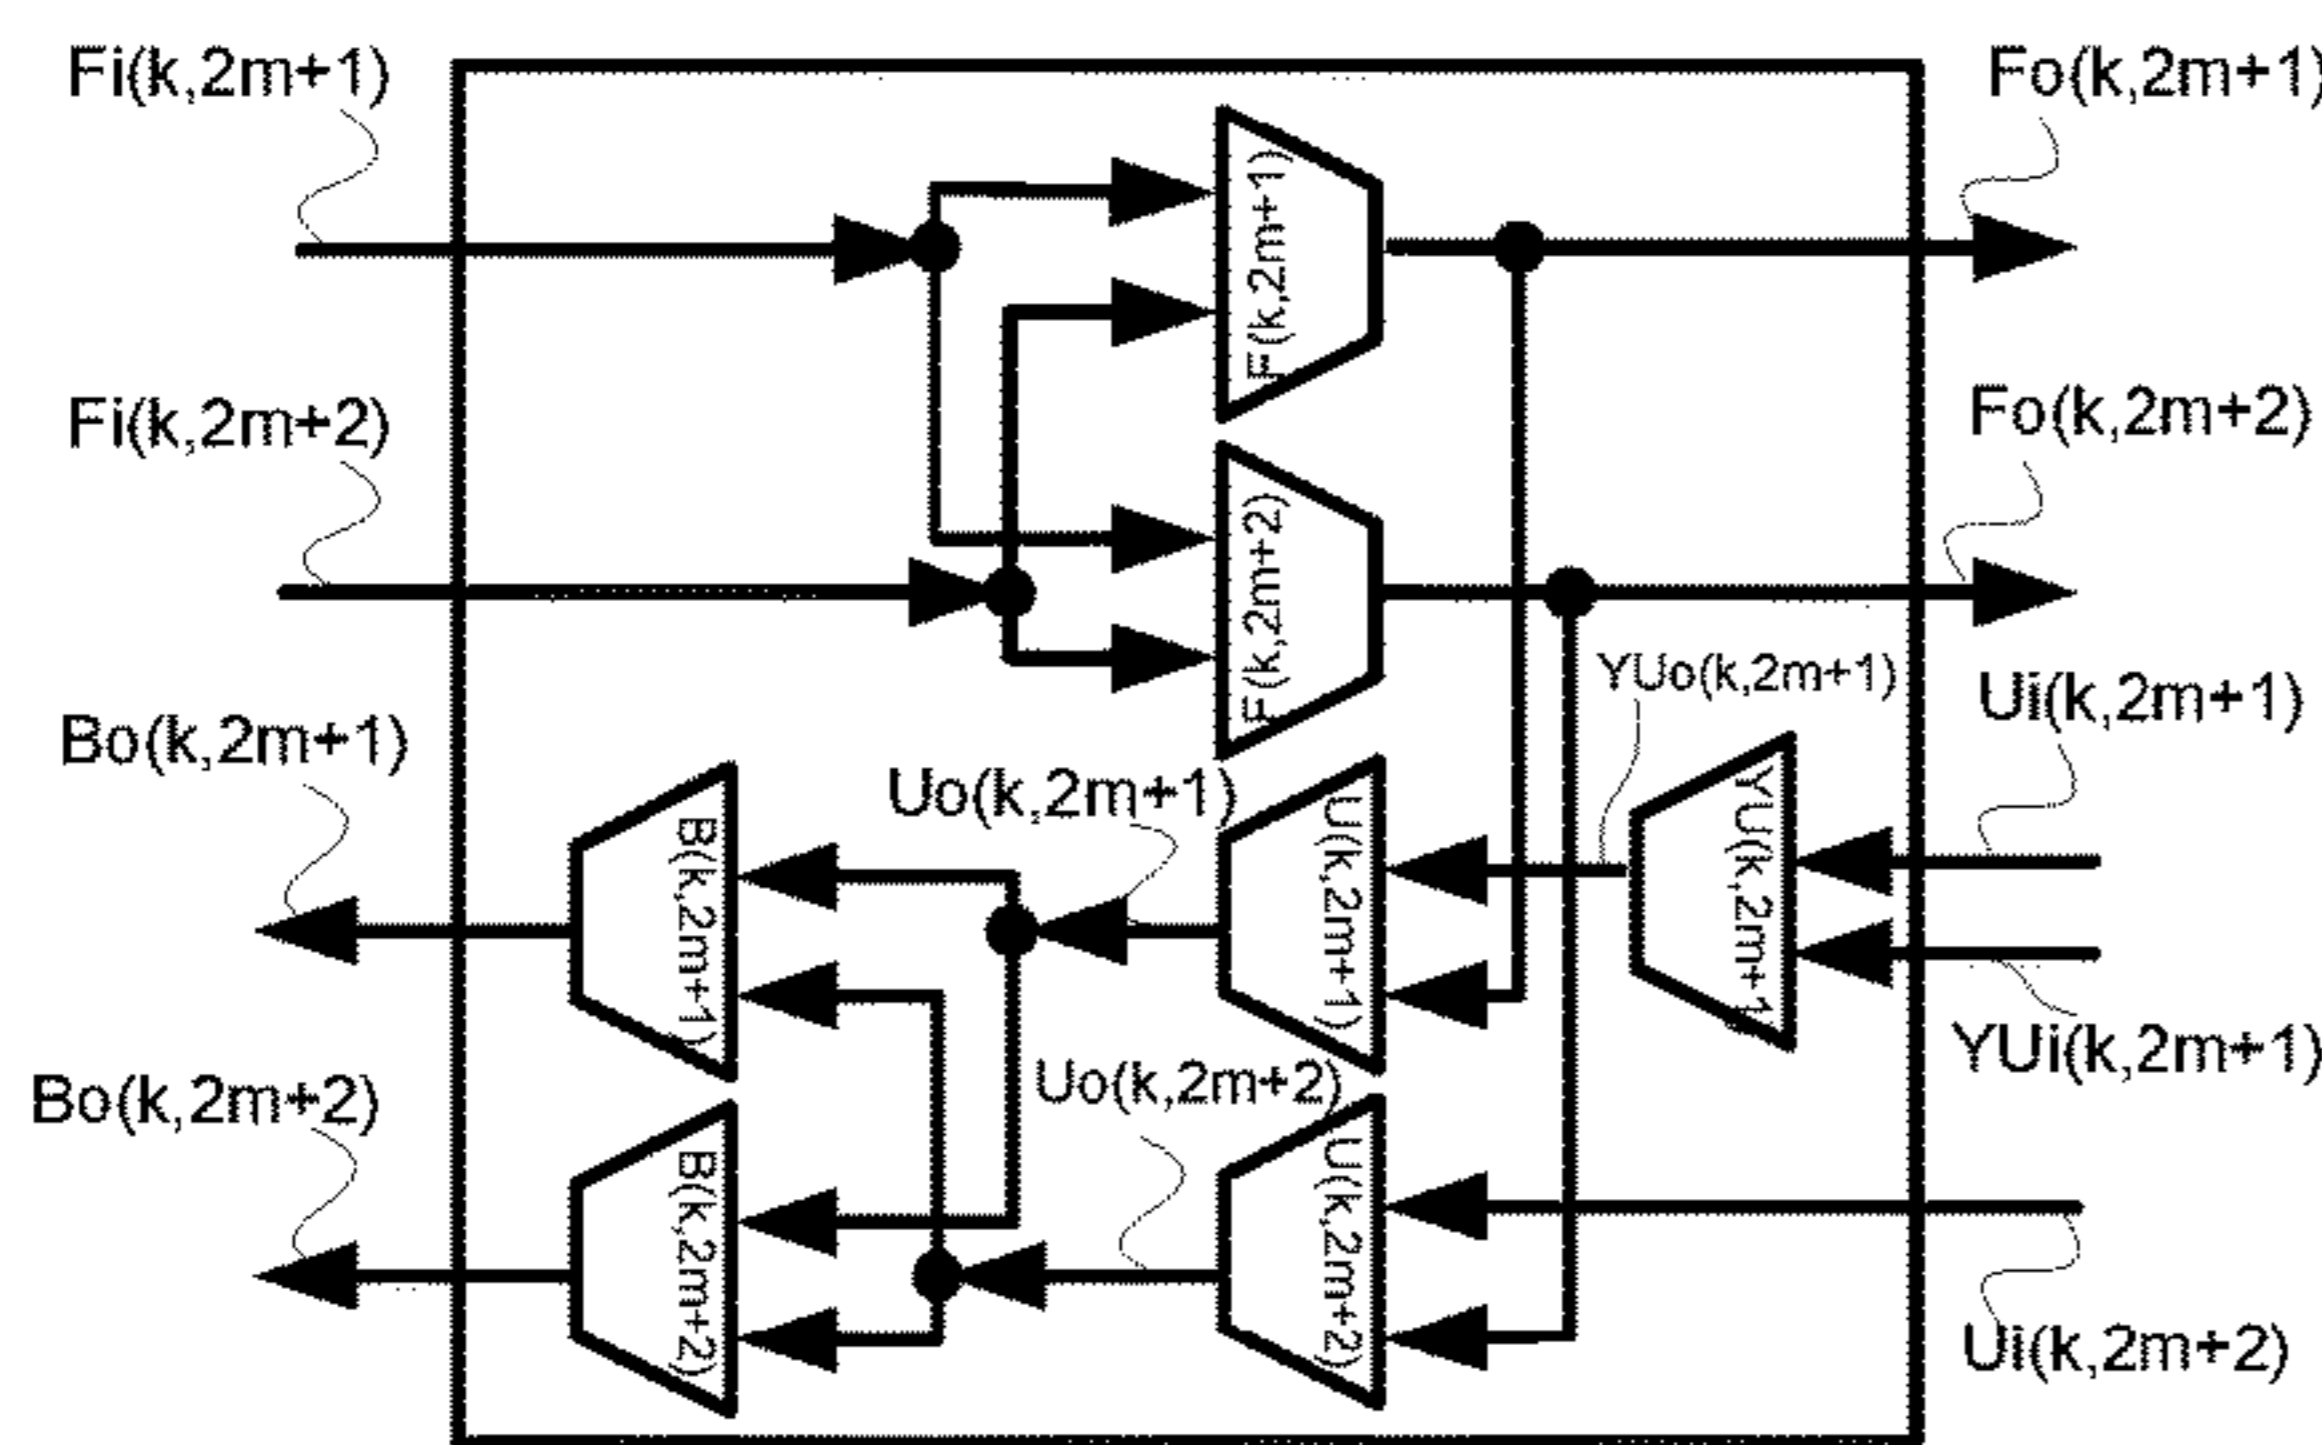 Fi(k,2m+1)
Fo(k,2m+1)
F(k,2m+1)
Fi(k,2m+2)
Fo(k,2m+2)
F(k,2m+2)
YUo(k,2m+1)
Ui(k,2m+1)
Bo(k,2m+1)
Uo(k,2m+1)
B(k,2m+1)
U(k,2m+1)
YU(k,2m+1)
YUi(k,2m+1)
Bo(k,2m+2)
Uo(k,2m+2)
B(k,2m+2)
U(k,2m+2)
Ui(k,2m+2)